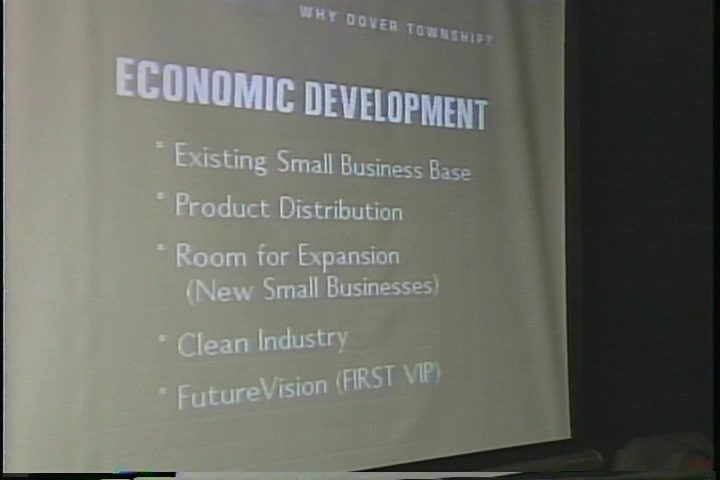 WHY DOVER TOWNSHIP?
ECONOMIC DEVELOPMENT
* Existing Small Business Base
* Product Distribution
* Room for Expansion
(New Small Businesses)
* Clean Industry
* FutureVision (FIRST VIP)